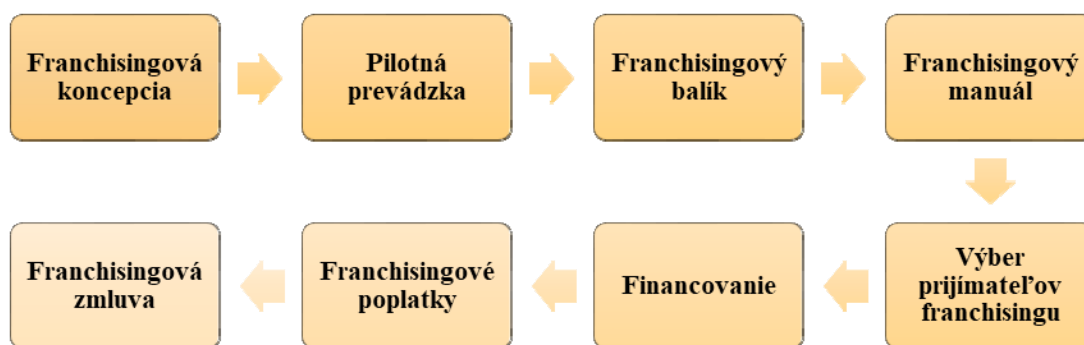 Franchisingová
koncepcia
Pilotná
prevádzka
Franchisingový
balík
Franchisingový
manuál
Výber
prijímateľov
franchisingu
Financovanie
Franchisingové
poplatky
Franchisingová
zmluva